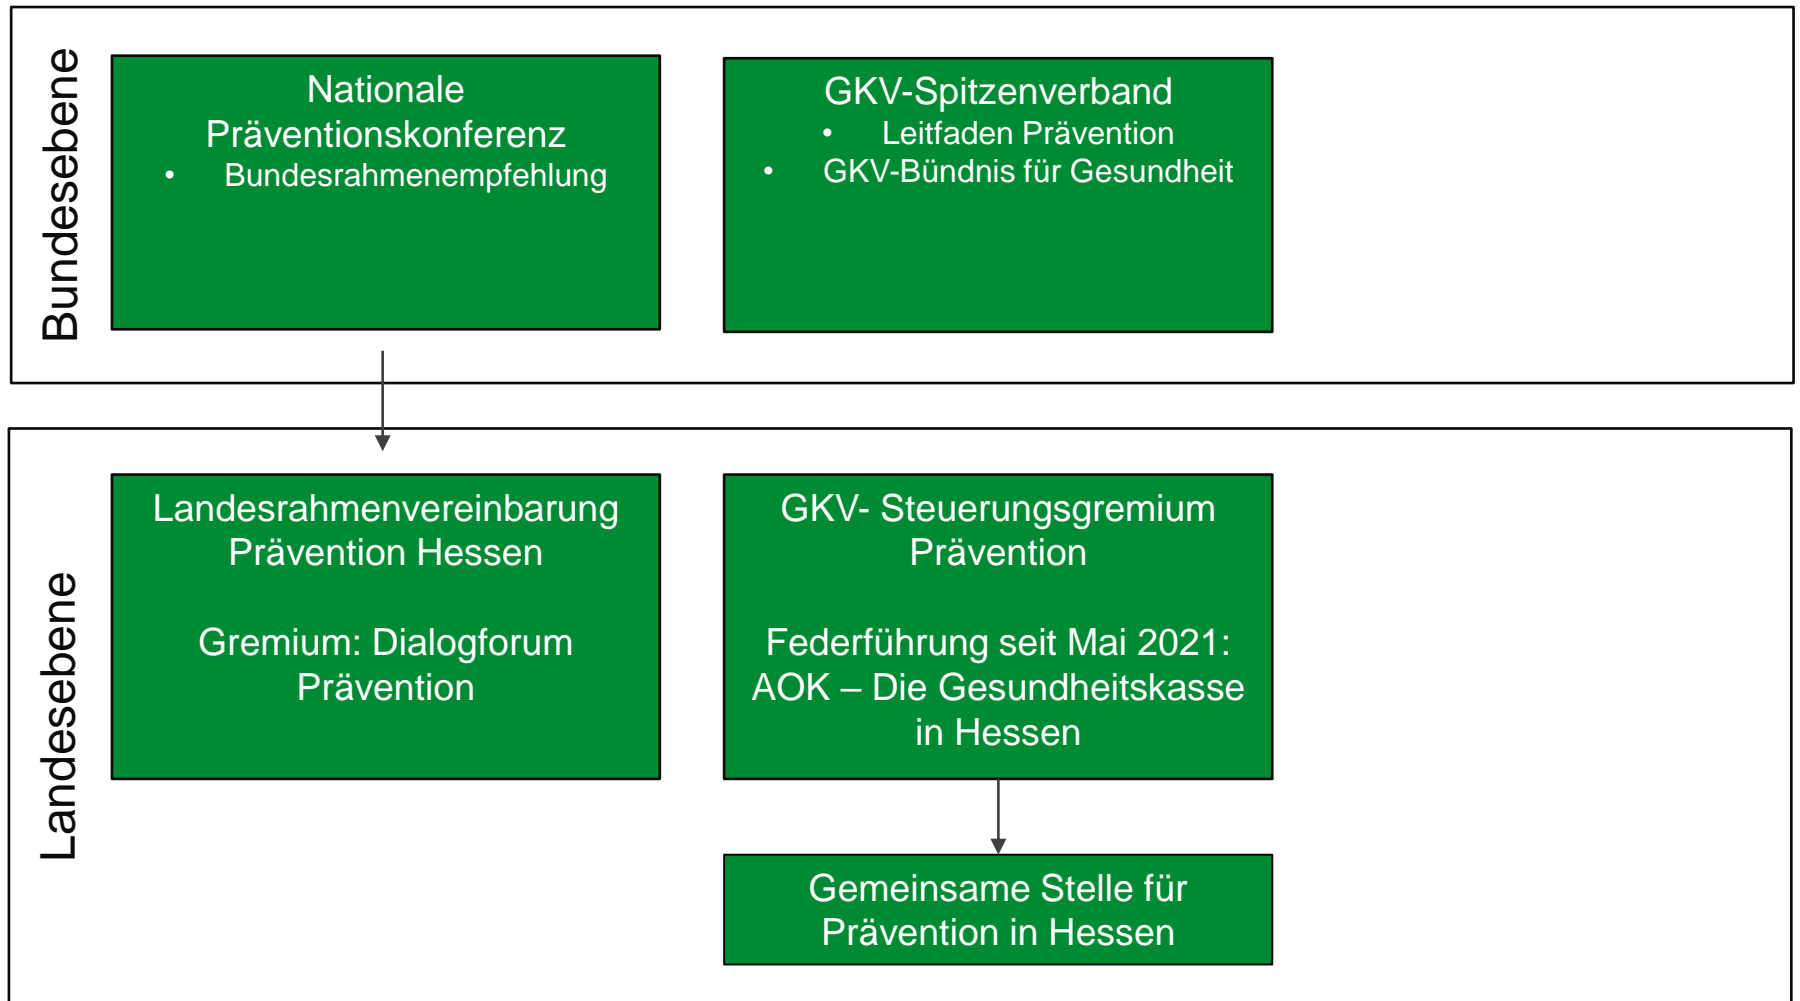 Bundesebene
Nationale
Präventionskonferenz
• Bundesrahmenempfehlung
GKV-Spitzenverband
• Leitfaden Prävention
• GKV-Bündnis für Gesundheit
Landesebene
Landesrahmenvereinbarung
Prävention Hessen
Gremium: Dialogforum
Prävention
GKV- Steuerungsgremium
Prävention
Federführung seit Mai 2021:
AOK – Die Gesundheitskasse
in Hessen
Gemeinsame Stelle für
Prävention in Hessen